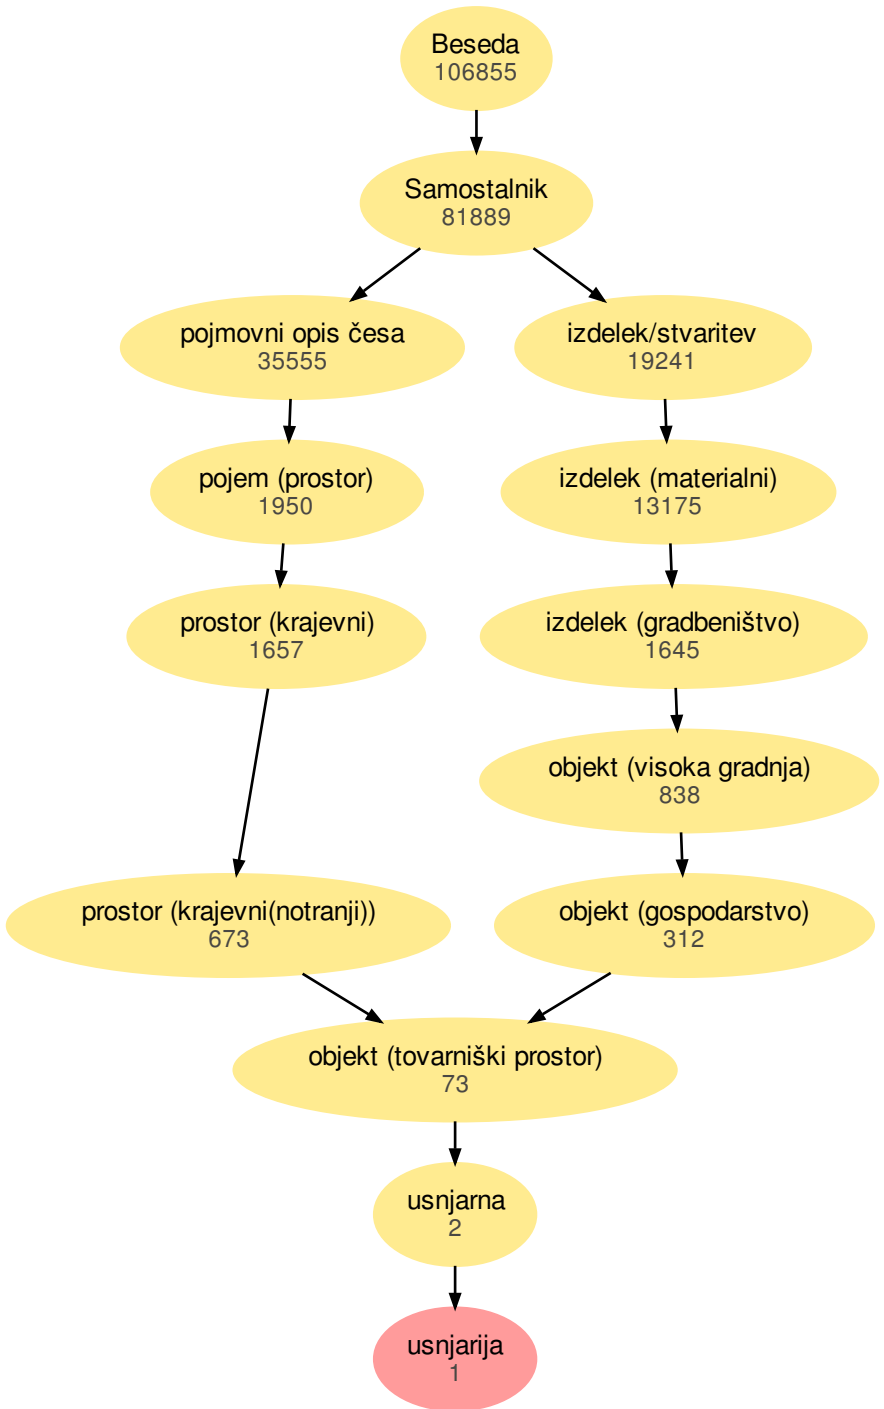 Beseda
106855
Samostalnik
81889
pojmovni opis česa
35555
izdelek/stvaritev
19241
pojem (prostor)
1950
izdelek (materialni)
13175
prostor (krajevni)
1657
izdelek (gradbeništvo)
1645
objekt (visoka gradnja)
838
prostor (krajevni(notranji))
673
objekt (gospodarstvo)
312
objekt (tovarniški prostor)
73
usnjarna
2
usnjarija
1